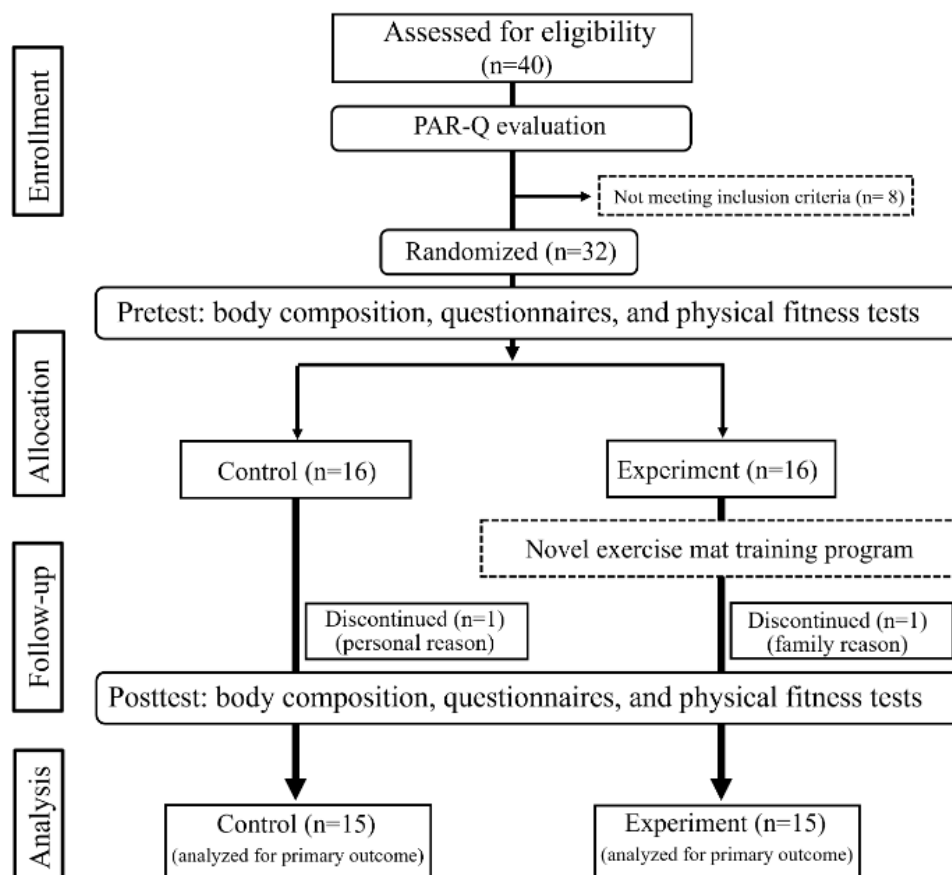 Enrollment
Assessed for eligibility
(n=40)
PAR-Q evaluation
Not meeting inclusion criteria (n= 8)
Randomized (n=32)
Pretest: body composition, questionnaires, and physical fitness tests
Allocation
Control (n=16)
Experiment (n=16)
Novel exercise mat training program
Follow-up
Discontinued (n=1)
(personal reason)
Discontinued (n=1)
(family reason)
Posttest: body composition, questionnaires, and physical fitness tests
Analysis
Control (n=15)
(analyzed for primary outcome)
Experiment (n=15)
(analyzed for primary outcome)